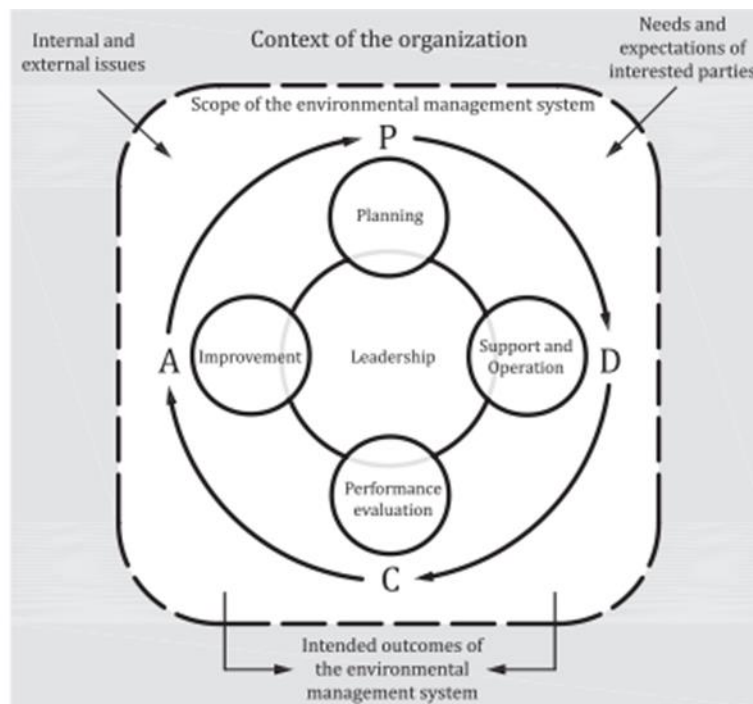 Internal and
external issues
Context of the organization
Needs and
expectations of
interested parties
Scope of the environmental management system
P
Planning
A
Improvement
Leadership
Support and
Operation
D
Performance
evaluation
C
Intended outcomes of
the environmental
management system